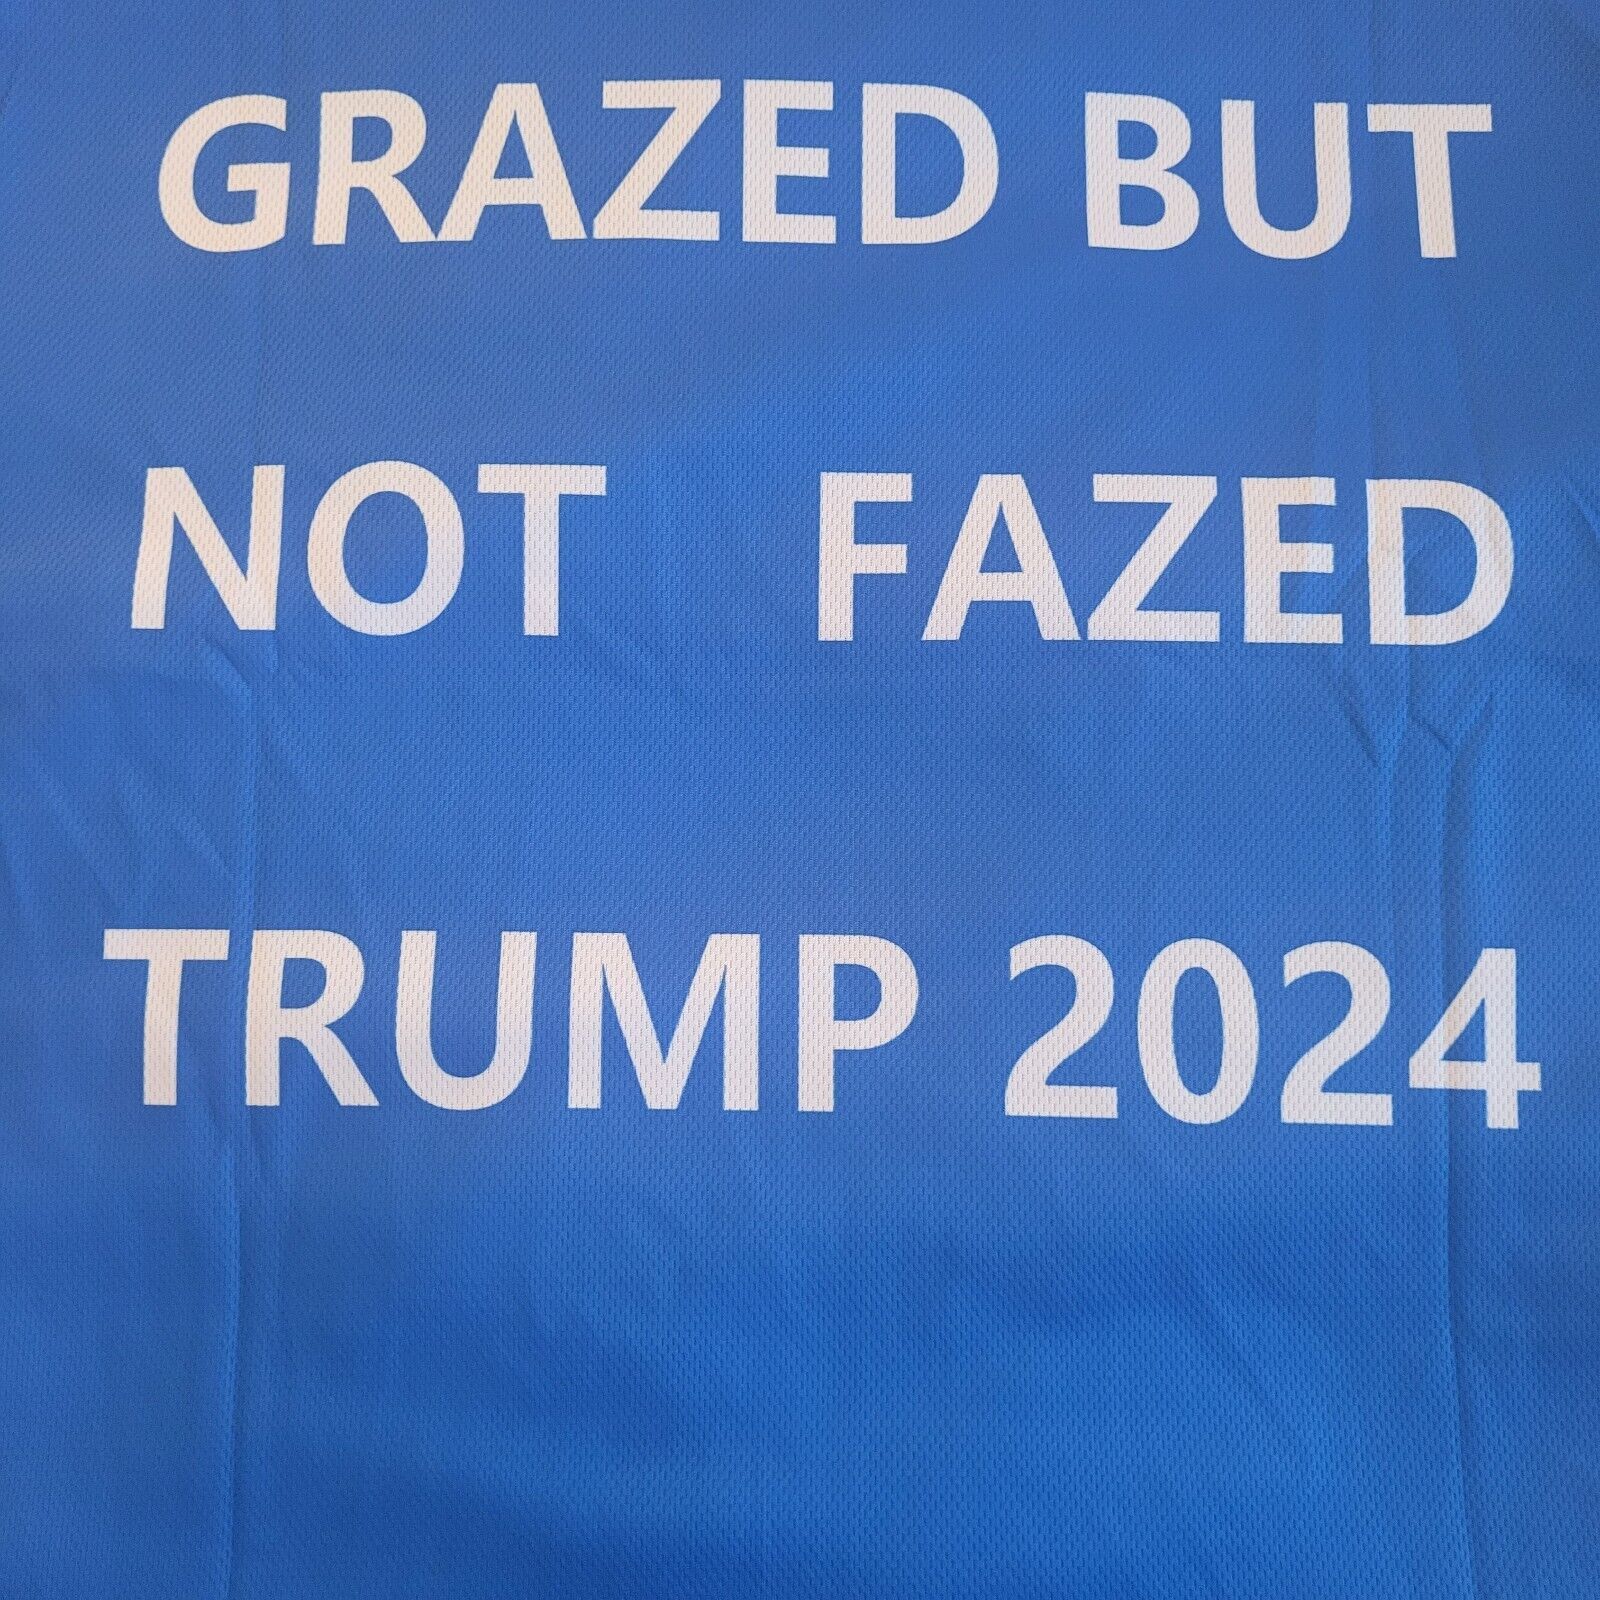 GRAZED BUT
NOT FAZED
TRUMP 2024